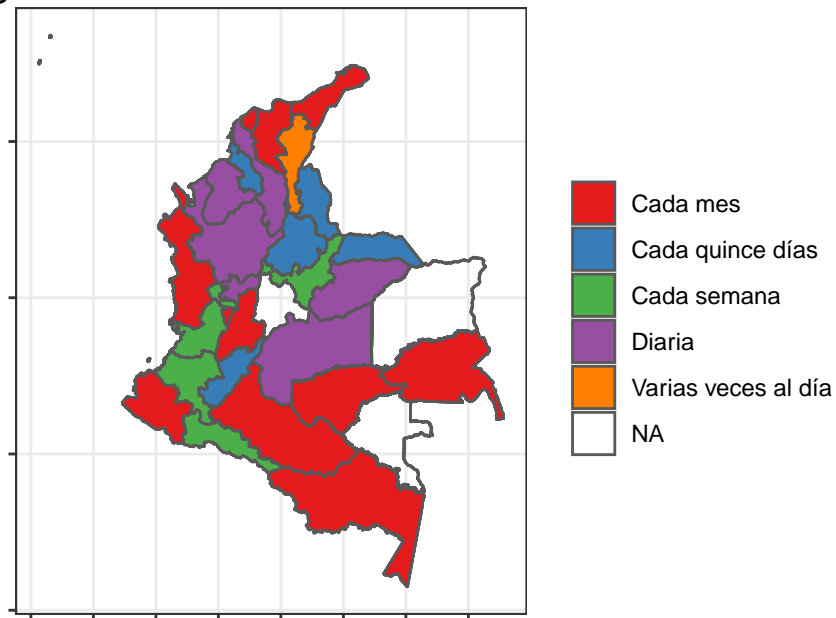 Cada mes
Cada quince días
Cada semana
Diaria
Varias veces al día
NA